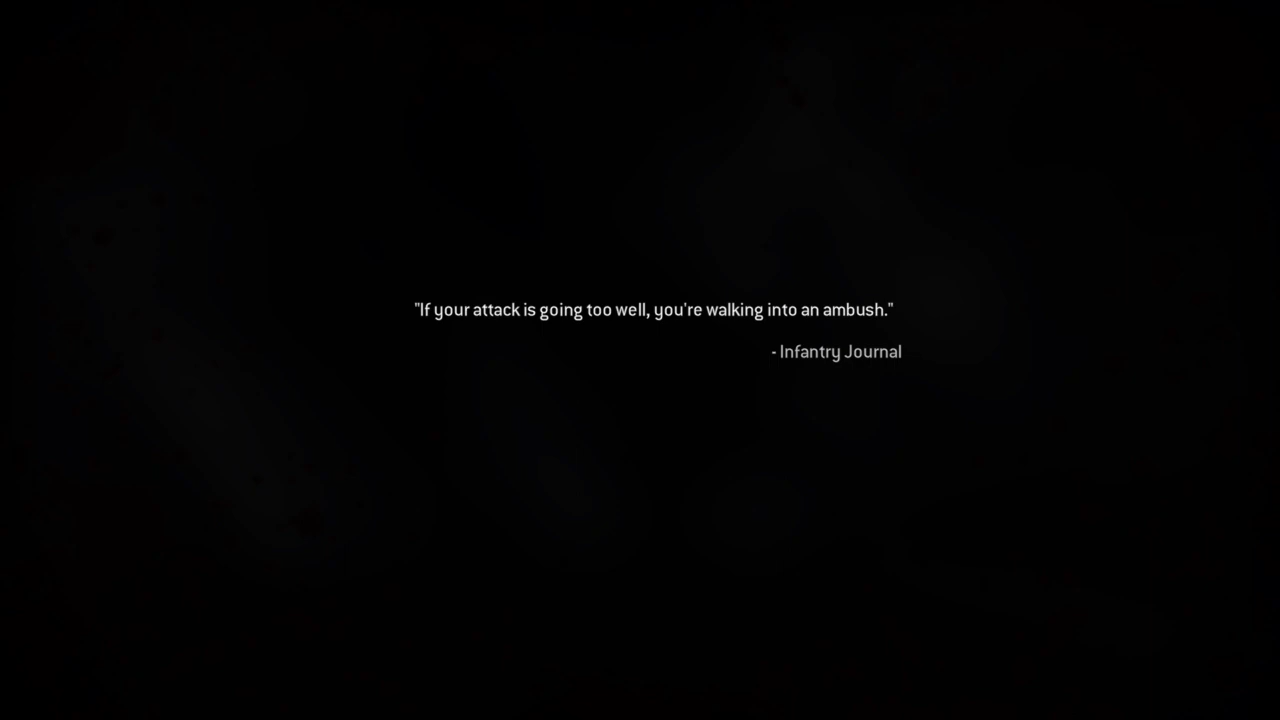 "If your attack is going too well, you're walking into an ambush."
- Infantry Journal